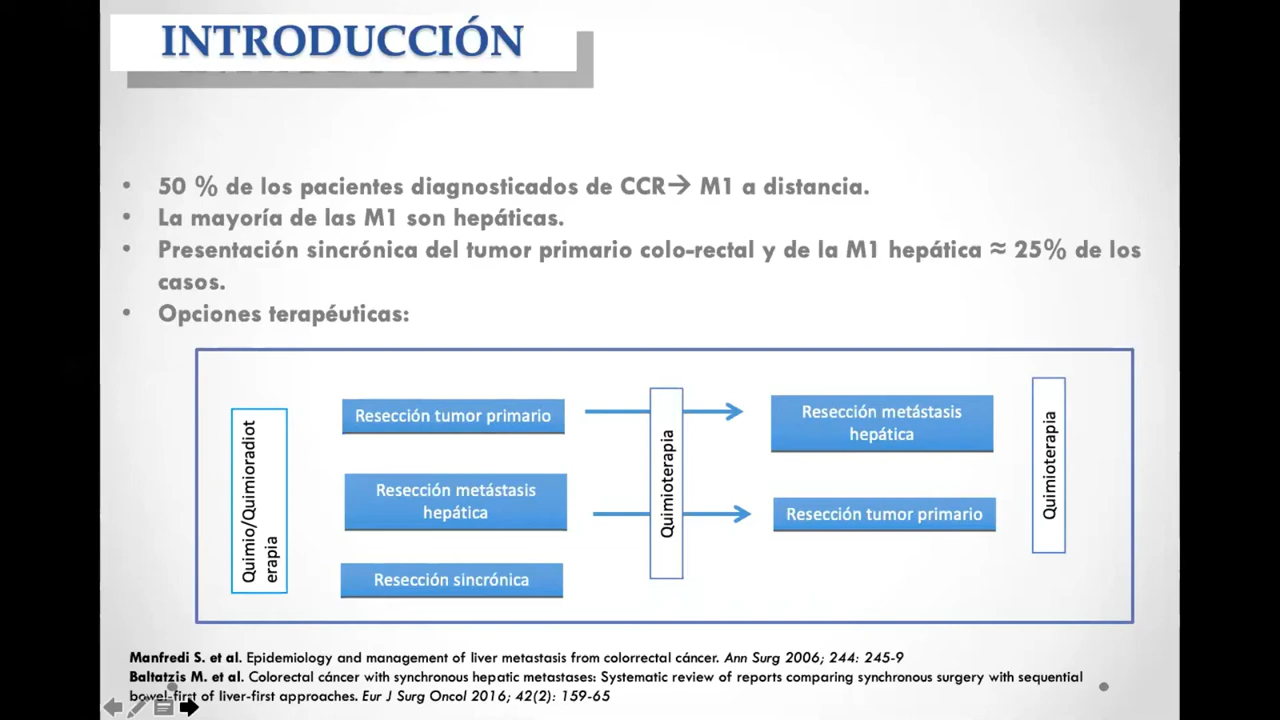 INTRODUCCIÓN
• 50 % de los pacientes diagnosticados de CCR→ M1 a distancia.
• La mayoría de las M1 son hepáticas.
• Presentación sincrónica del tumor primario colo-rectal y de la M1 hepática ≈ 25% de los
casos.
• Opciones terapéuticas:
Quimio/Quimioradiot
erapia
Resección tumor primario
Resección metástasis
hepática
Resección sincrónica
Quimioterapia
Resección metástasis
hepática
Resección tumor primario
Quimioterapia
Manfredi S. et al. Epidemiology and management of liver metastasis from colorrectal cáncer. Ann Surg 2006; 244: 245-9
Baltatzis M. et al. Colorectal cáncer with synchronous hepatic metastases: Systematic review of reports comparing synchronous surgery with sequential
bowel-first of liver-first approaches. Eur J Surg Oncol 2016; 42(2): 159-65